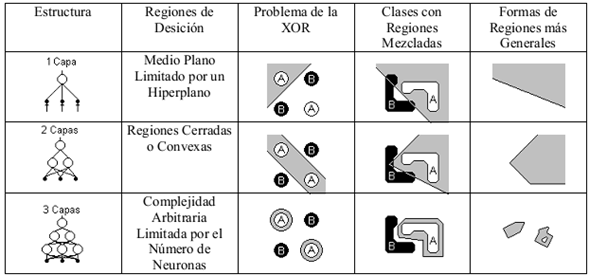 Estructura
Regiones de
Desición
Problema de la
XOR
Clases con
Regiones
Mezcladas
Formas de
Regiones más
Generales
1 Capa
Medio Plano
Limitado por un
Hiperplano
A
B
B
A
B
A
2 Capas
Regiones Cerradas
o Convexas
A
B
B
A
B
A
3 Capas
Complejidad
Arbitraria
Limitada por el
Número de
Neuronas
A
B
B
A
B
A